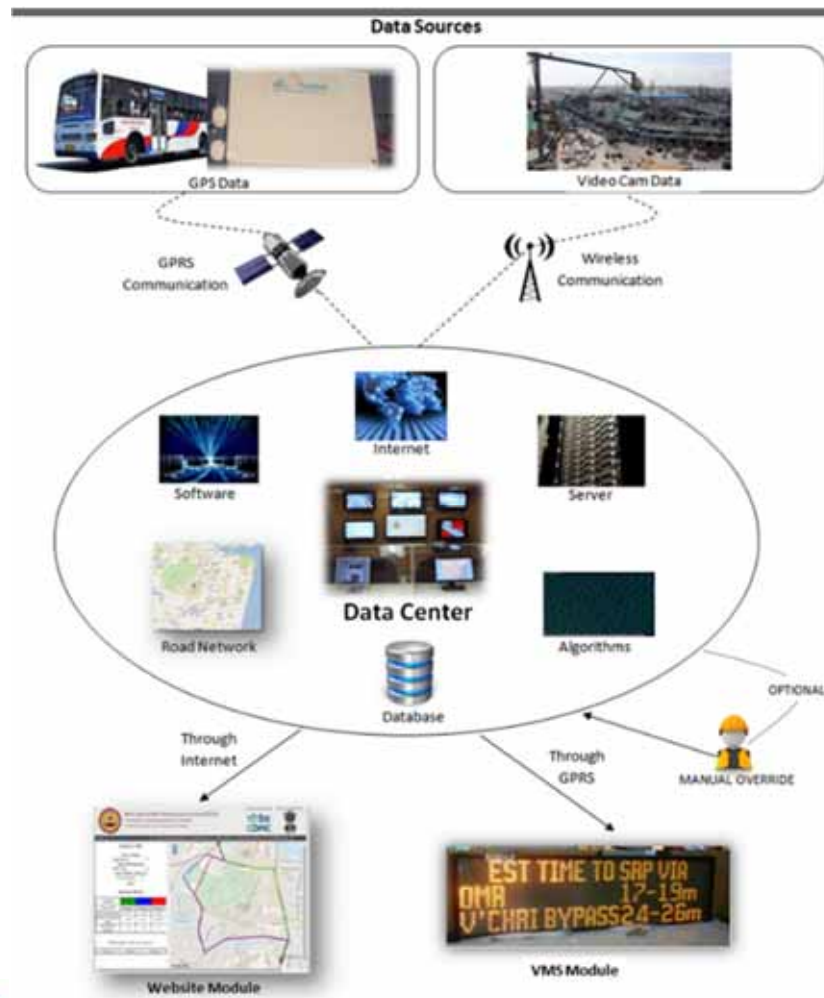 Data Sources
GPS Data
Video Cam Data
GPRS
Communication
Wireless
Communication
Internet
Software
Server
Data Center
Road Network
Algorithms
Database
OPTIONAL
MANUAL OVERRIDE
Through
Internet
Through
GPRS
EST TIME TO SRP VIA
OMR 17-19m
V'CHRI BYPASS 24-26m
Website Module
VMS Module